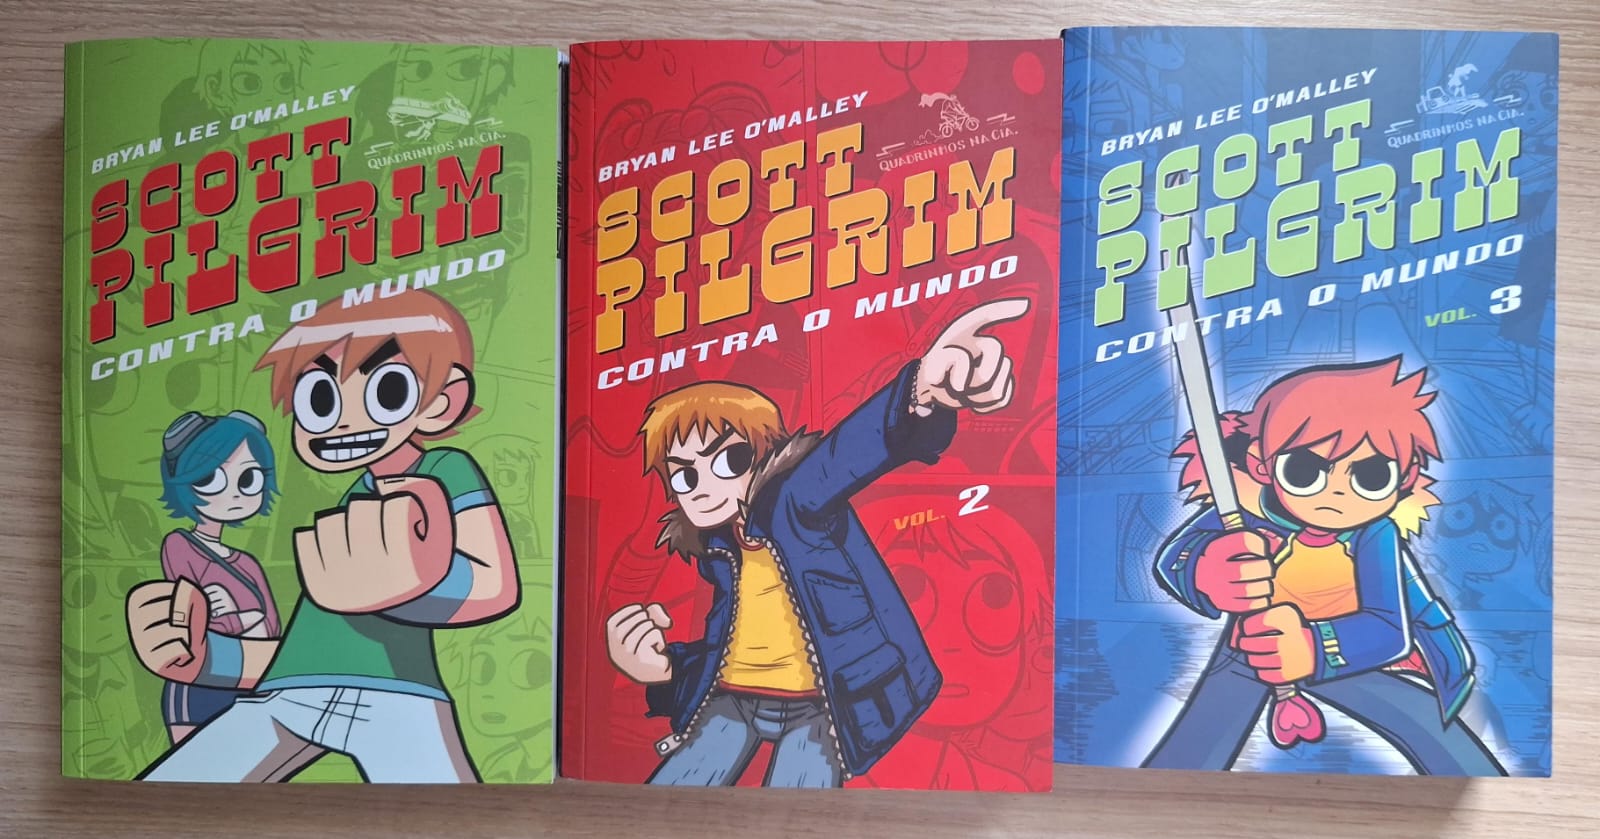 BRYAN LEE O'MALLEY
QUADRINHOS NA CIA.
SCOTT
PILGRIM
CONTRA O MUNDO
BRYAN LEE O'MALLEY
QUADRINHOS NA CIA.
SCOTT
PILGRIM
CONTRA O MUNDO
VOL. 2
BRYAN LEE O'MALLEY
QUADRINHOS NA CIA.
SCOTT
PILGRIM
CONTRA O MUNDO
VOL. 3